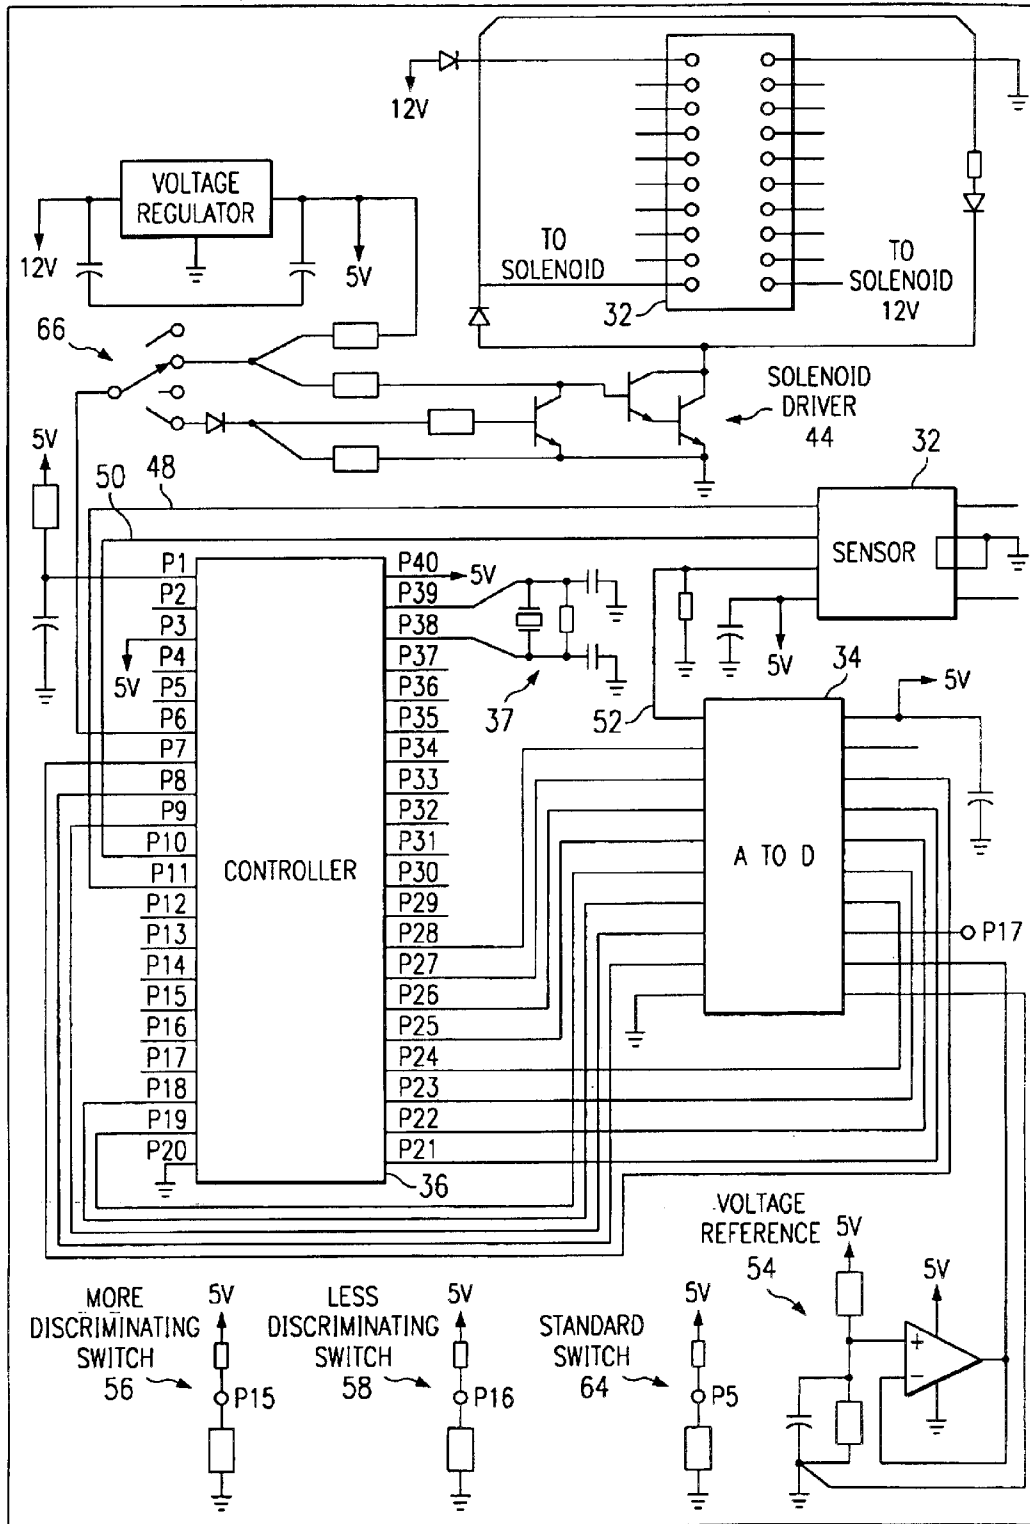 12V
VOLTAGE
REGULATOR
12V
5V
TO
SOLENOID
32
TO
SOLENOID
12V
66
SOLENOID
DRIVER
44
5V
50
48
32
SENSOR
P1
P2
P3
P4
5V
P5
P6
P7
P8
P9
P10
P11
P12
P13
P14
P15
P16
P17
P18
P19
P20
CONTROLLER
36
P40
5V
P39
P38
P37
P36
P35
P34
P33
P32
P31
P30
P29
P28
P27
P26
P25
P24
P23
P22
P21
37
5V
52
34
5V
A TO D
P17
VOLTAGE
REFERENCE
54
5V
5V
+
−
MORE
DISCRIMINATING
SWITCH
56
5V
P15
LESS
DISCRIMINATING
SWITCH
58
5V
P16
STANDARD
SWITCH
64
5V
P5